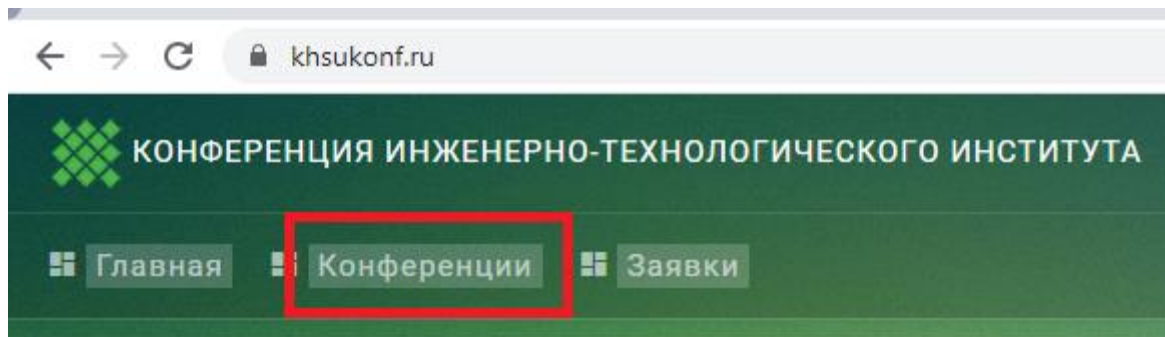 khsukonf.ru
КОНФЕРЕНЦИЯ ИНЖЕНЕРНО-ТЕХНОЛОГИЧЕСКОГО ИНСТИТУТА
Главная Конференции Заявки